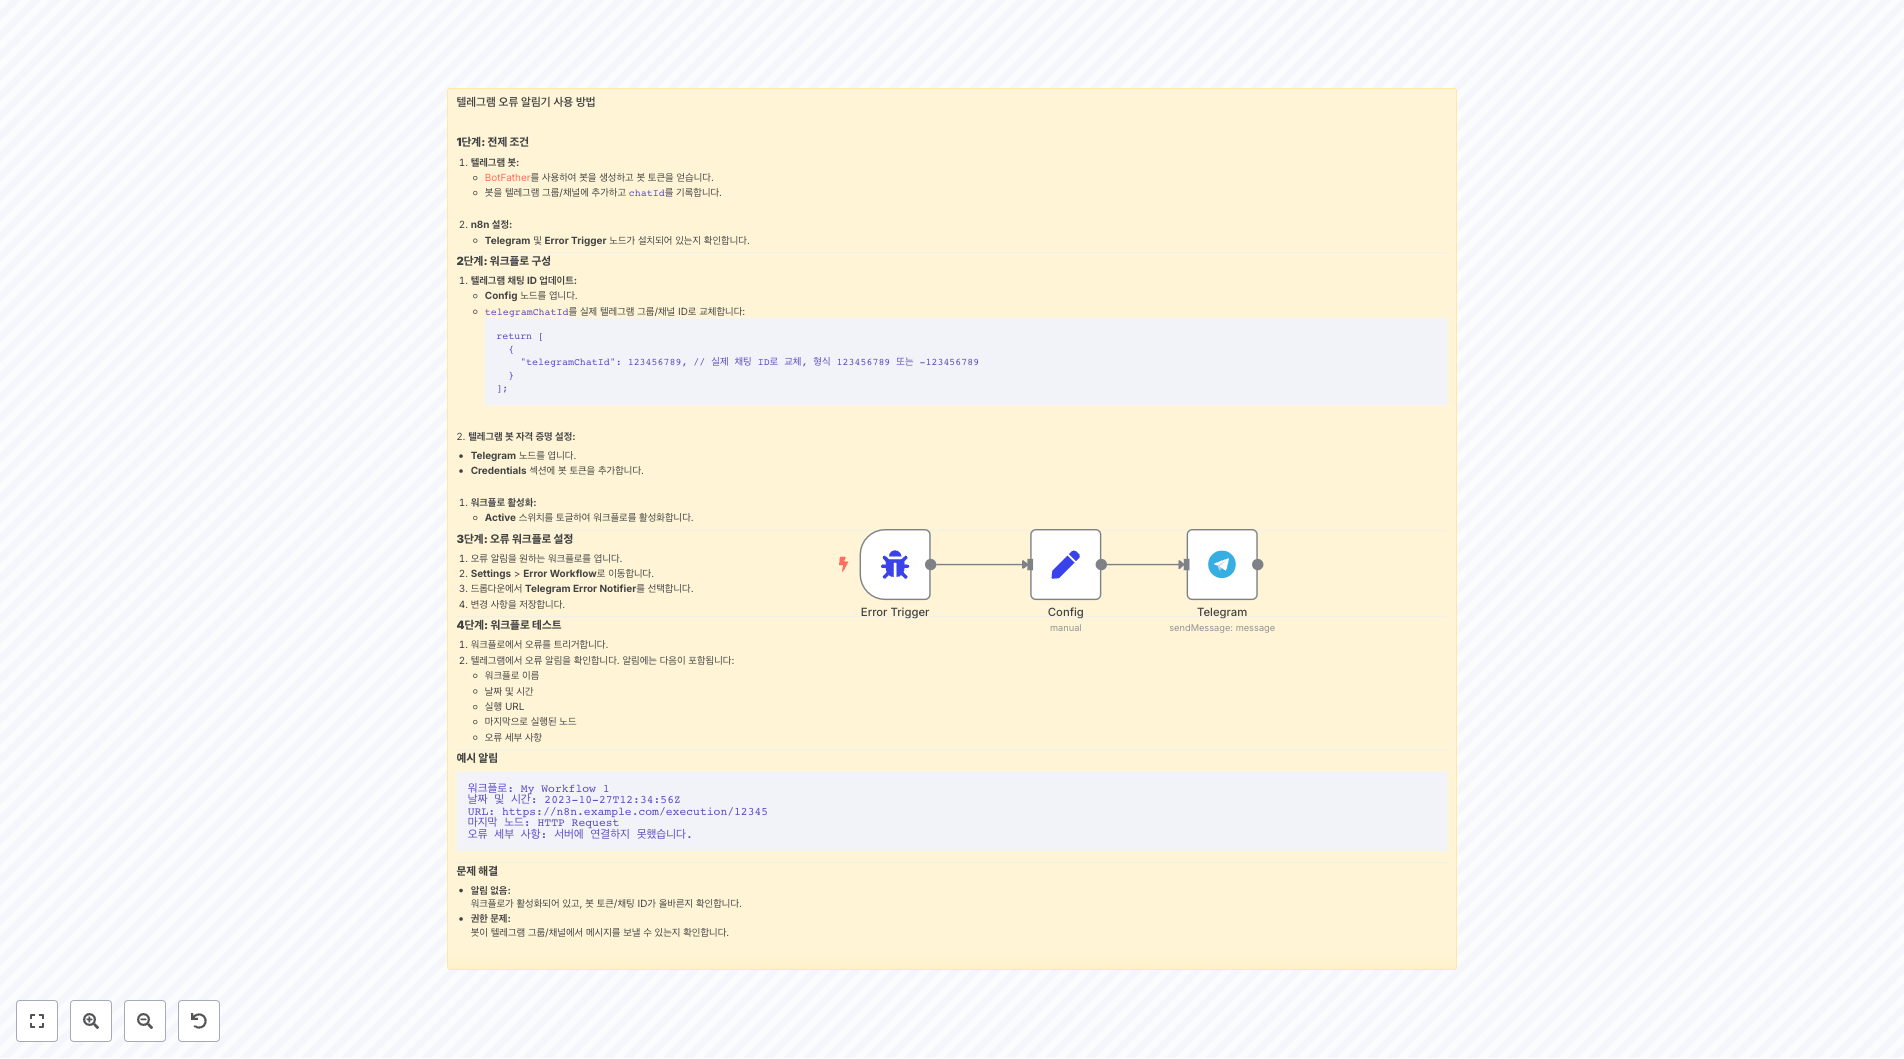 텔레그램 오류 알림기 사용 방법
1단계: 전제 조건
1. 텔레그램 봇:
BotFather를 사용하여 봇을 생성하고 봇 토큰을 얻습니다.
봇을 텔레그램 그룹/채널에 추가하고 chatId를 기록합니다.
2. n8n 설정:
Telegram 및 Error Trigger 노드가 설치되어 있는지 확인합니다.
2단계: 워크플로 구성
1. 텔레그램 채팅 ID 업데이트:
Config 노드를 엽니다.
telegramChatId를 실제 텔레그램 그룹/채널 ID로 교체합니다:
return [
{
"telegramChatId": 123456789, // 실제 채팅 ID로 교체, 형식 123456789 또는 -123456789
}
];
2. 텔레그램 봇 자격 증명 설정:
Telegram 노드를 엽니다.
Credentials 섹션에 봇 토큰을 추가합니다.
1. 워크플로 활성화:
Active 스위치를 토글하여 워크플로를 활성화합니다.
3단계: 오류 워크플로 설정
1. 오류 알림을 원하는 워크플로를 엽니다.
2. Settings > Error Workflow로 이동합니다.
3. 드롭다운에서 Telegram Error Notifier를 선택합니다.
4. 변경 사항을 저장합니다.
Error Trigger
Config
manual
Telegram
sendMessage: message
4단계: 워크플로 테스트
1. 워크플로에서 오류를 트리거합니다.
2. 텔레그램에서 오류 알림을 확인합니다. 알림에는 다음이 포함됩니다:
워크플로 이름
날짜 및 시간
실행 URL
마지막으로 실행된 노드
오류 세부 사항
예시 알림
워크플로: My Workflow 1
날짜 및 시간: 2023-10-27T12:34:56Z
URL: https://n8n.example.com/execution/12345
마지막 노드: HTTP Request
오류 세부 사항: 서버에 연결하지 못했습니다.
문제 해결
알림 없음:
워크플로가 활성화되어 있고, 봇 토큰/채팅 ID가 올바른지 확인합니다.
권한 문제:
봇이 텔레그램 그룹/채널에서 메시지를 보낼 수 있는지 확인합니다.